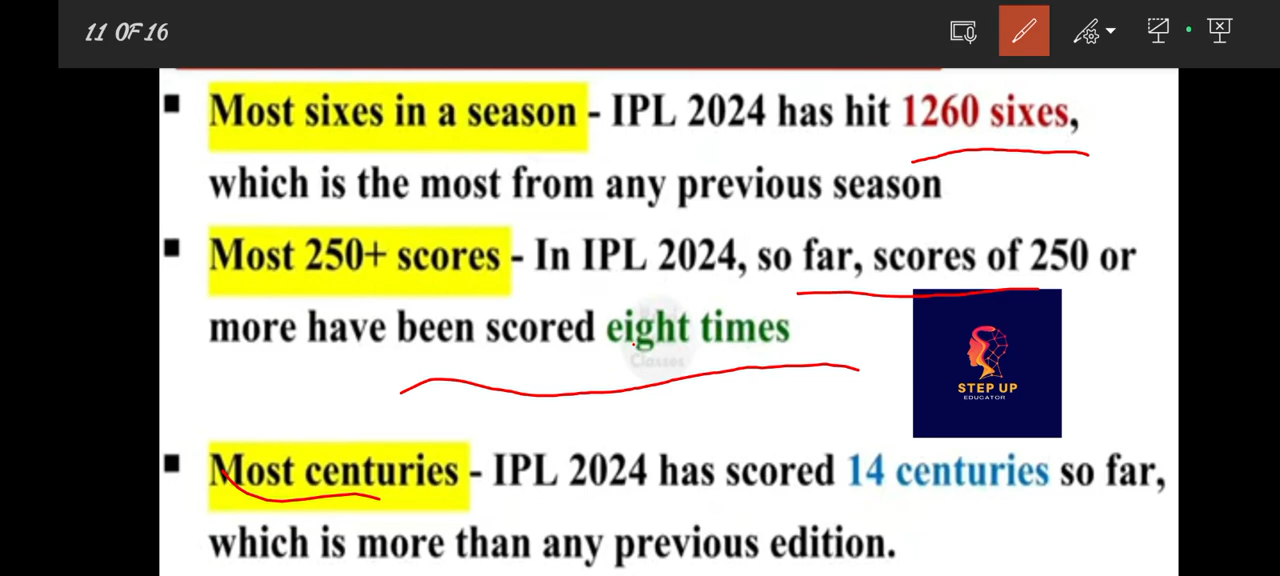 11 OF 16
▪ Most sixes in a season - IPL 2024 has hit 1260 sixes,
which is the most from any previous season
▪ Most 250+ scores - In IPL 2024, so far, scores of 250 or
more have been scored eight times
Classes
STEP UP
EDUCATOR
▪ Most centuries - IPL 2024 has scored 14 centuries so far,
which is more than any previous edition.